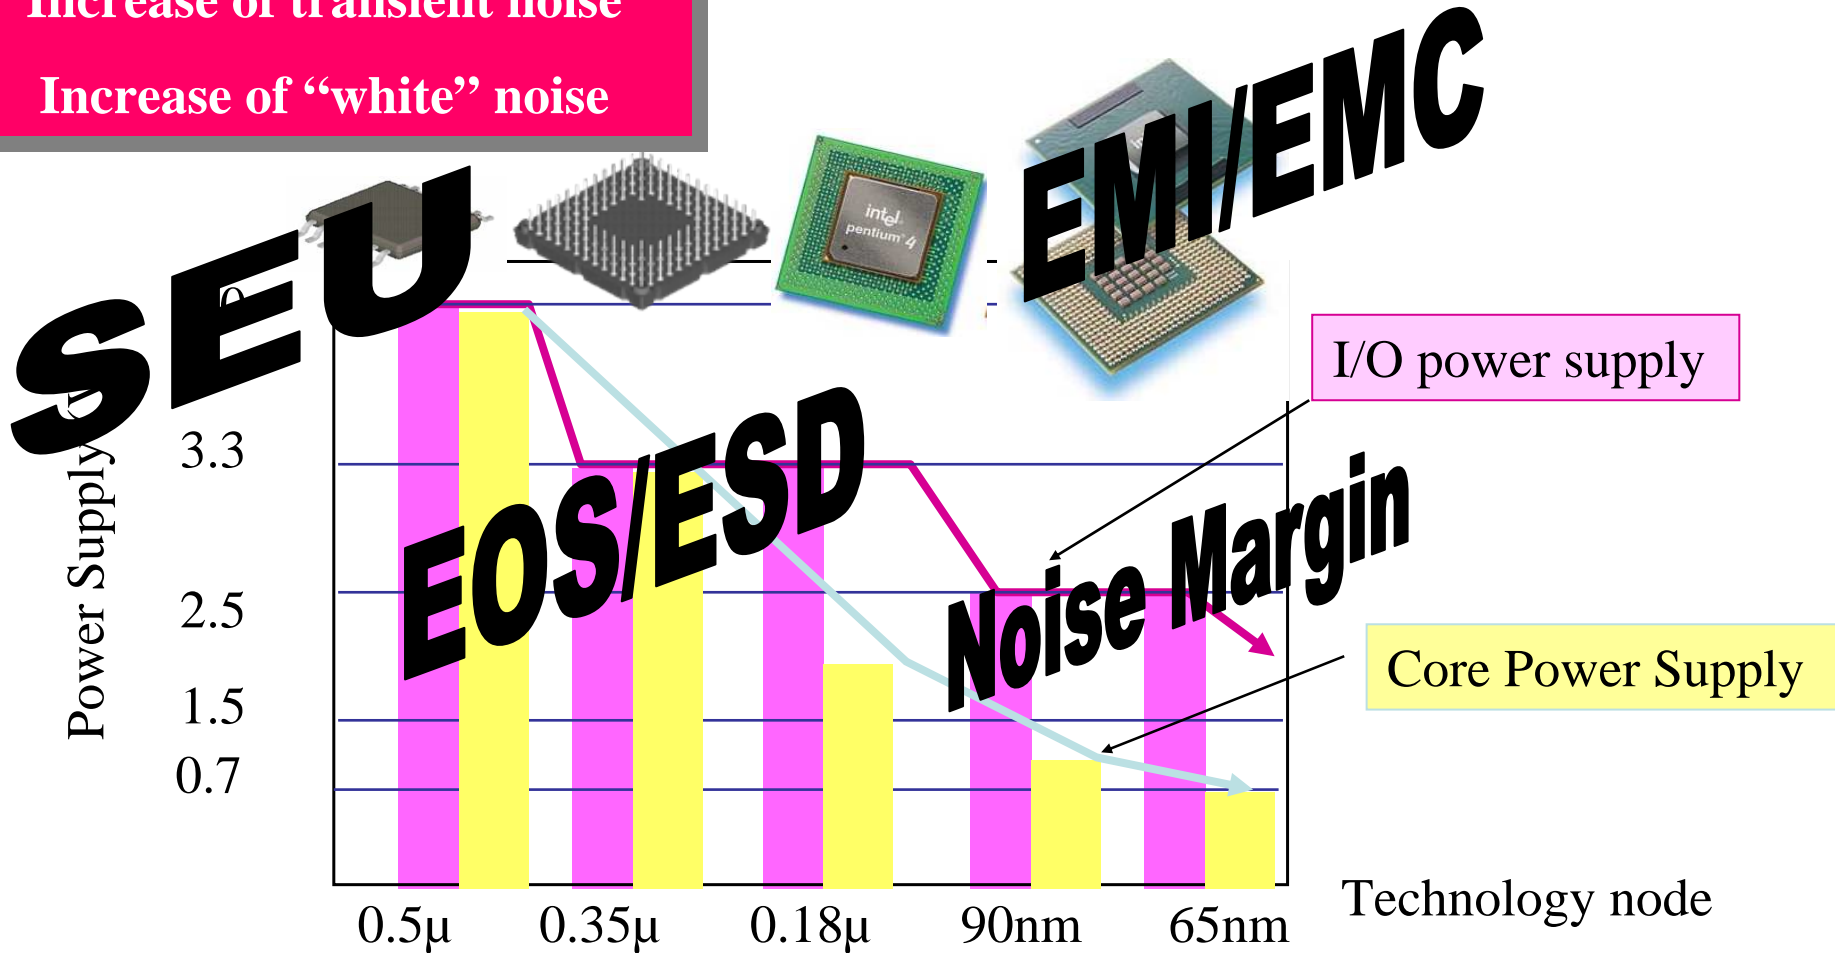 Increase of transient noise
Increase of “white” noise
EMI/EMC
SEU
intel
pentium 4
0
I/O power supply
Power Supply
3.3
EOS/ESD
Noise Margin
2.5
Core Power Supply
1.5
0.7
Technology node
0.5μ 0.35μ 0.18μ 90nm 65nm